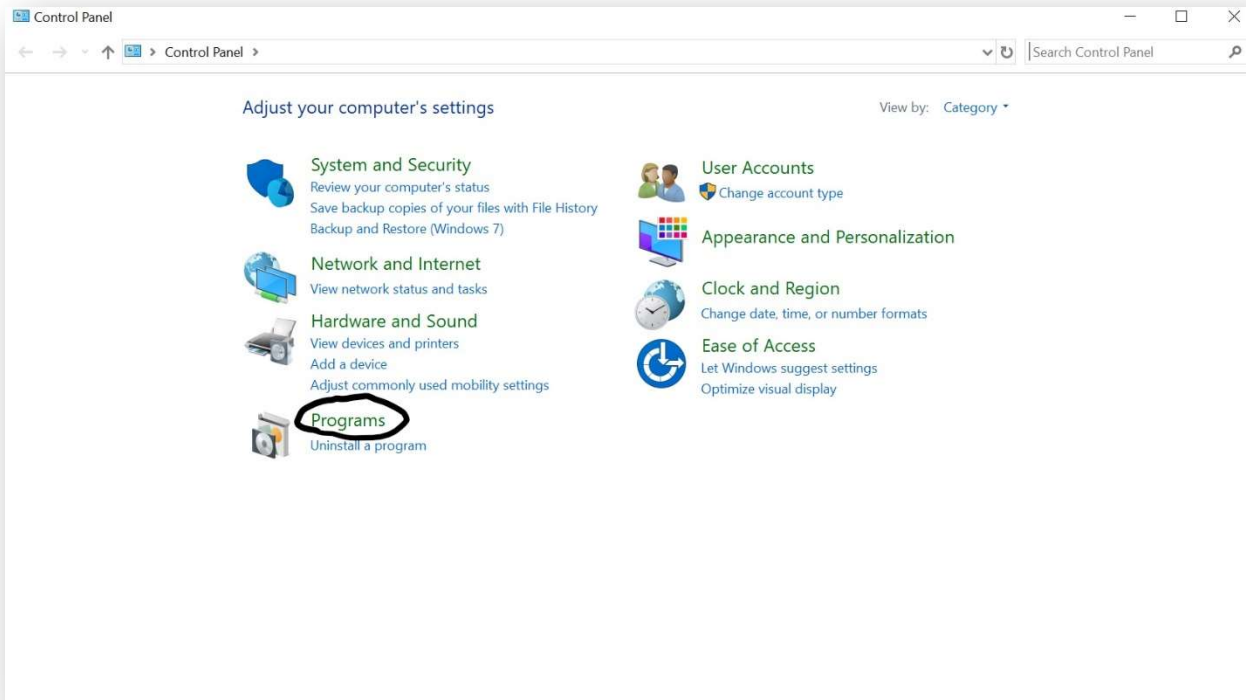 Control Panel
Control Panel
Search Control Panel
Adjust your computer's settings
View by: Category
System and Security
Review your computer's status
Save backup copies of your files with File History
Backup and Restore (Windows 7)
Network and Internet
View network status and tasks
Hardware and Sound
View devices and printers
Add a device
Adjust commonly used mobility settings
Programs
Uninstall a program
User Accounts
Change account type
Appearance and Personalization
Clock and Region
Change date, time, or number formats
Ease of Access
Let Windows suggest settings
Optimize visual display